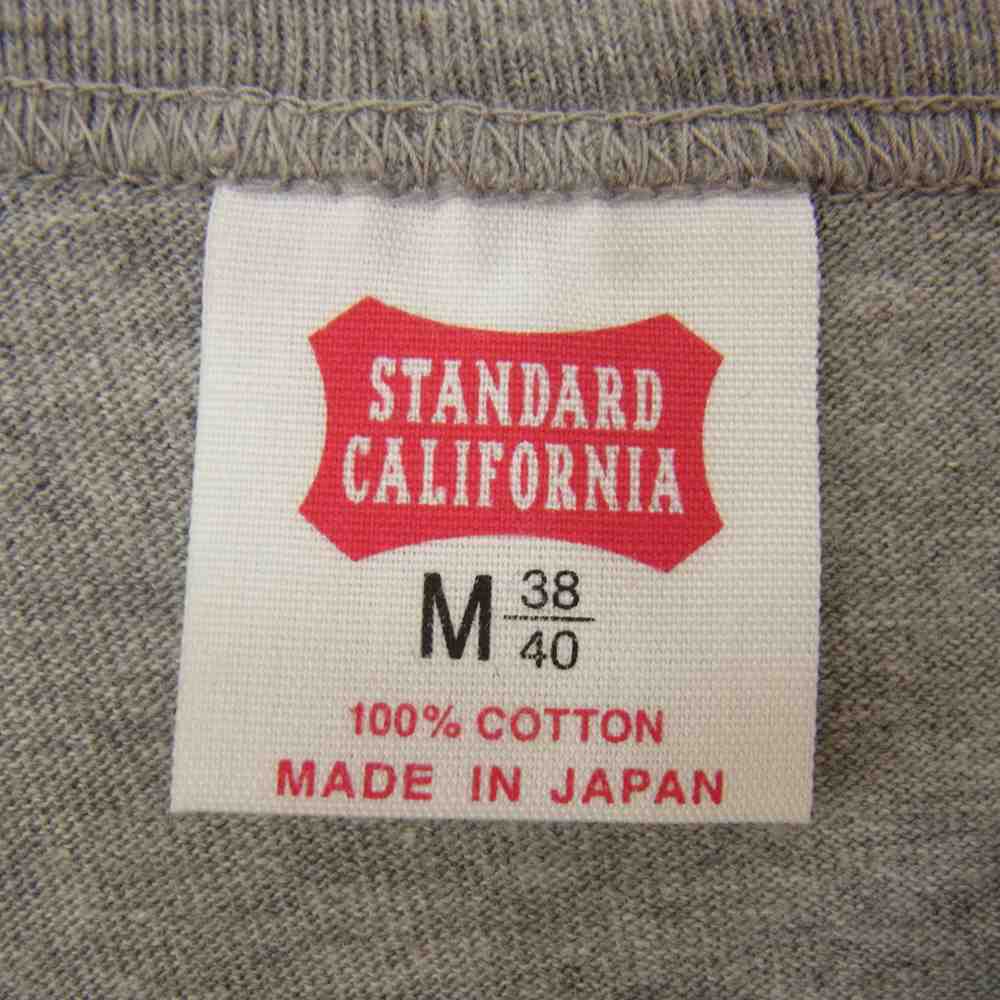 STANDARD
CALIFORNIA
M 38/40
100% COTTON
MADE IN JAPAN